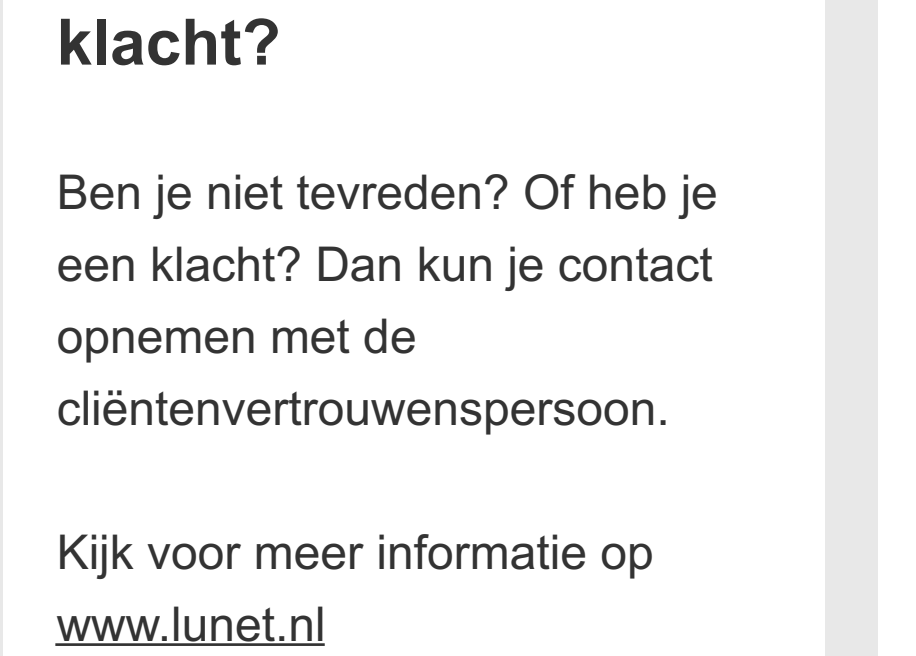 klacht?
Ben je niet tevreden? Of heb je
een klacht? Dan kun je contact
opnemen met de
cliëntenvertrouwenspersoon.
Kijk voor meer informatie op
www.lunet.nl